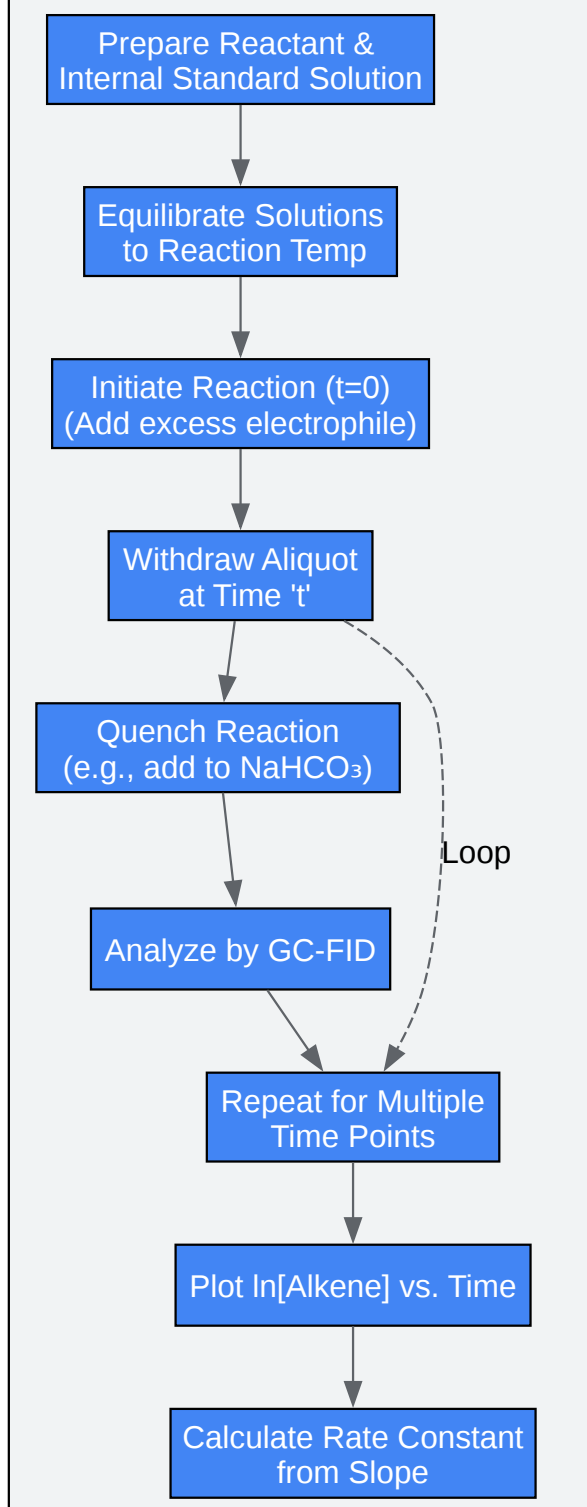 Prepare Reactant &
Internal Standard Solution
Equilibrate Solutions
to Reaction Temp
Initiate Reaction (t=0)
(Add excess electrophile)
Withdraw Aliquot
at Time 't'
Quench Reaction
(e.g., add to NaHCO₃)
Loop
Analyze by GC-FID
Repeat for Multiple
Time Points
Plot ln[Alkene] vs. Time
Calculate Rate Constant
from Slope